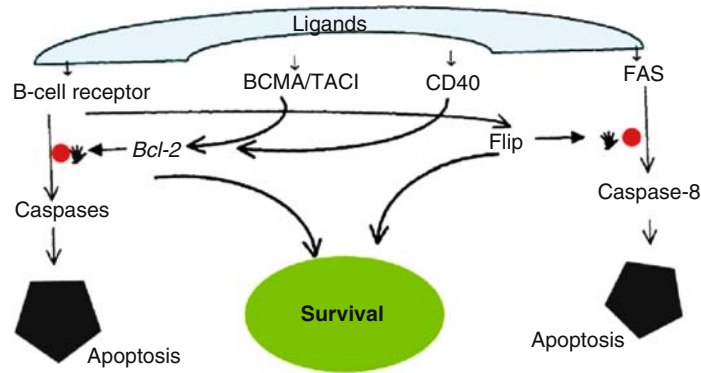 Ligands
B-cell receptor
BCMA/TACI
CD40
FAS
Bcl-2
Flip
Caspases
Caspase-8
Survival
Apoptosis
Apoptosis